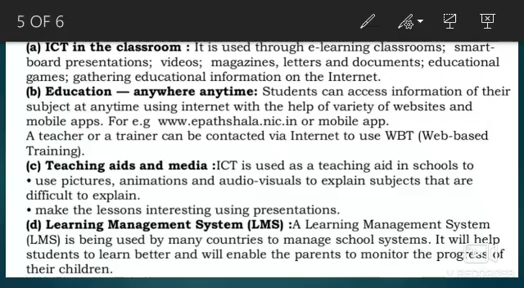 5 OF 6
(a) ICT in the classroom : It is used through e-learning classrooms; smart-
board presentations; videos; magazines, letters and documents; educational
games; gathering educational information on the Internet.
(b) Education — anywhere anytime: Students can access information of their
subject at anytime using internet with the help of variety of websites and
mobile apps. For e.g www.epathshala.nic.in or mobile app.
A teacher or a trainer can be contacted via Internet to use WBT (Web-based
Training).
(c) Teaching aids and media :ICT is used as a teaching aid in schools to
• use pictures, animations and audio-visuals to explain subjects that are
difficult to explain.
• make the lessons interesting using presentations.
(d) Learning Management System (LMS) :A Learning Management System
(LMS) is being used by many countries to manage school systems. It will help
students to learn better and will enable the parents to monitor the progress of
their children.